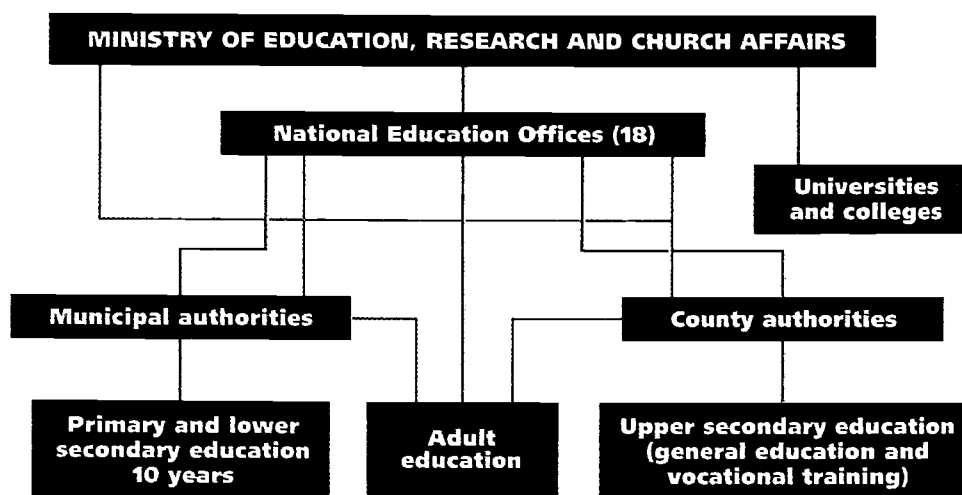 MINISTRY OF EDUCATION, RESEARCH AND CHURCH AFFAIRS
National Education Offices (18)
Universities
and colleges
Municipal authorities
County authorities
Primary and lower
secondary education
10 years
Adult
education
Upper secondary education
(general education and
vocational training)